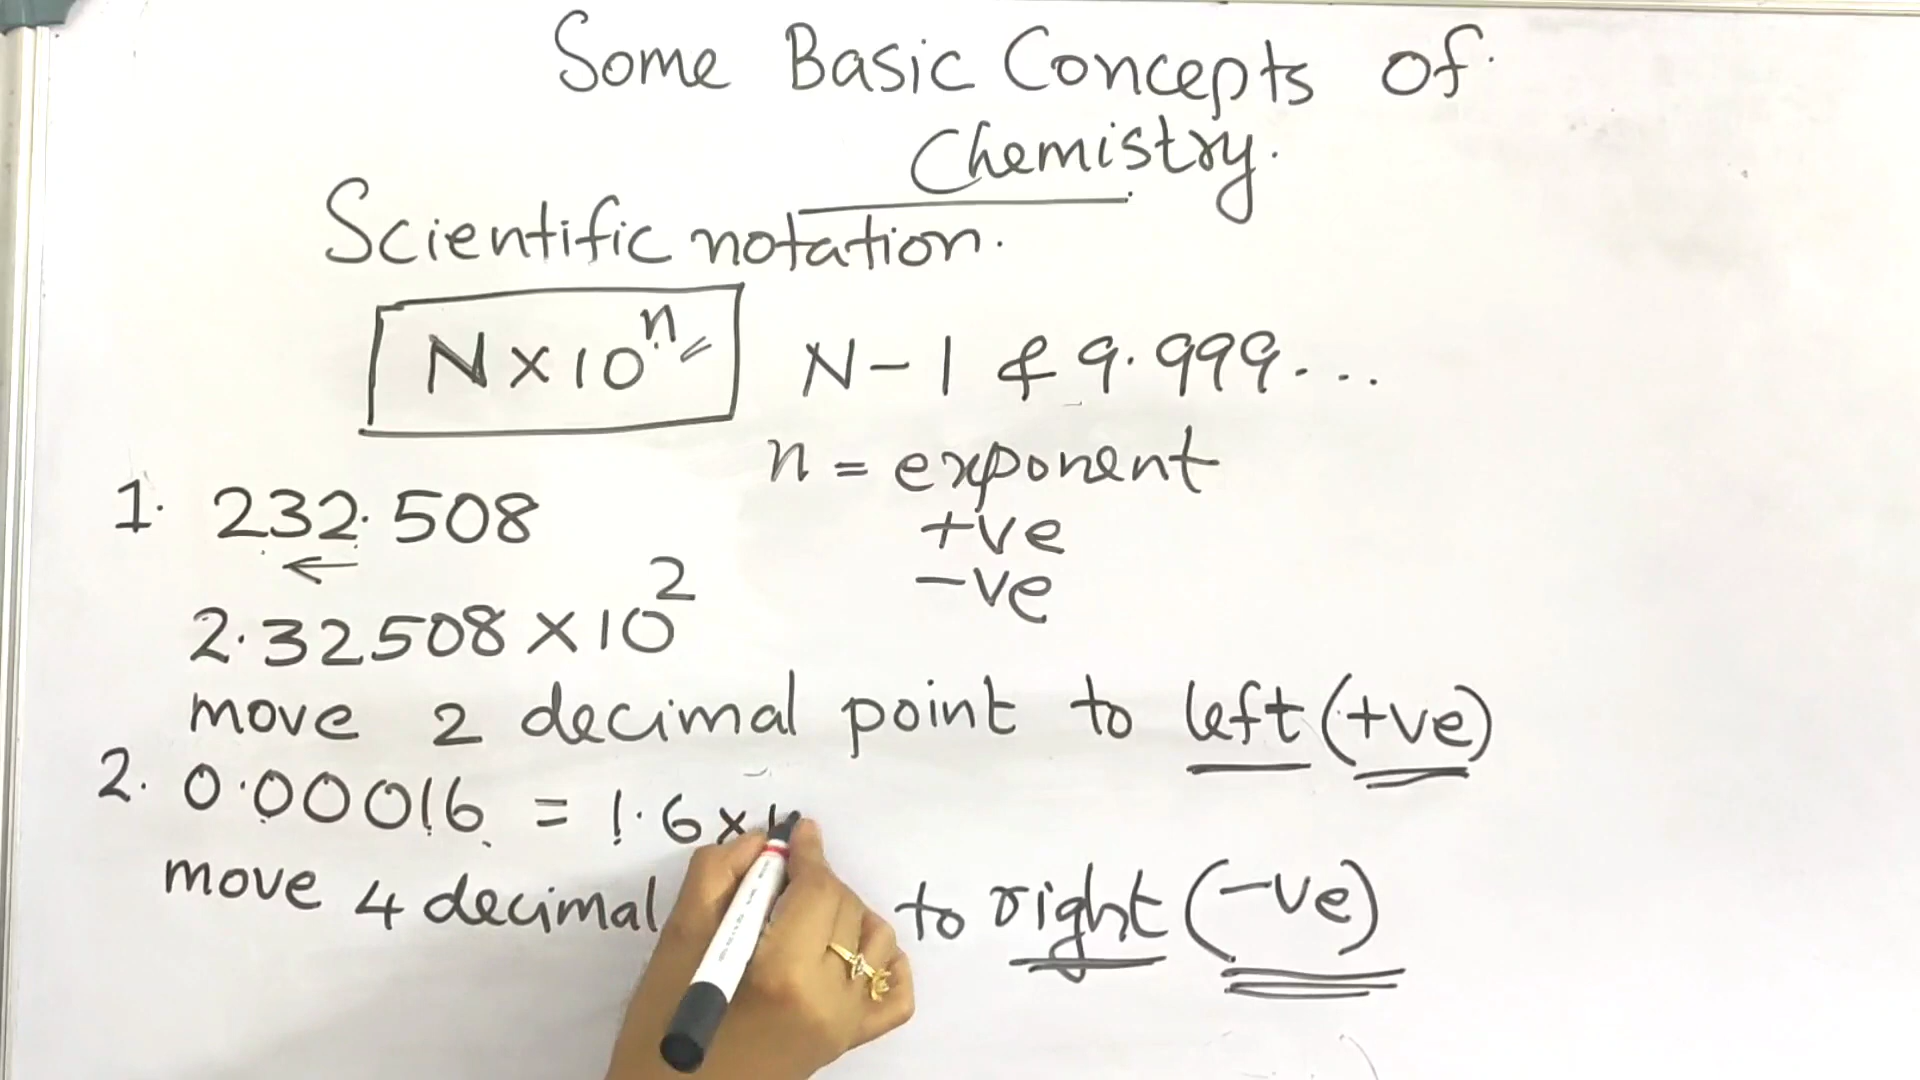 Some Basic Concepts of
Chemistry.
Scientific notation.
N × 10ⁿ N - 1 & 9.999...
n = exponent
+ve
-ve
1. 232.508
2.32508 × 10²
move 2 decimal point to left (+ve)
2. 0.00016 = 1.6 × 1
move 4 decimal to right (-ve)